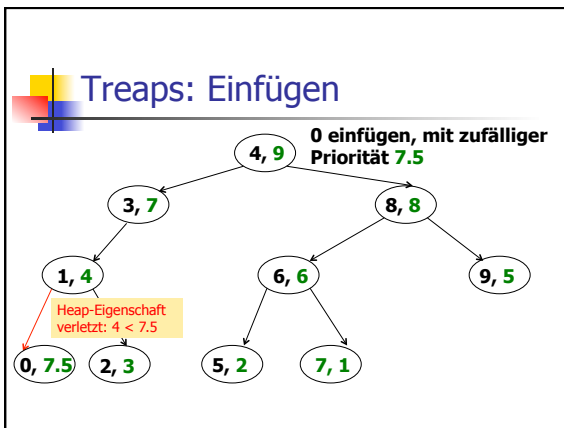 Treaps: Einfügen
0 einfügen, mit zufälliger
Priorität 7.5
4, 9
3, 7
8, 8
1, 4
6, 6
9, 5
Heap-Eigenschaft
verletzt: 4 < 7.5
0, 7.5
2, 3
5, 2
7, 1